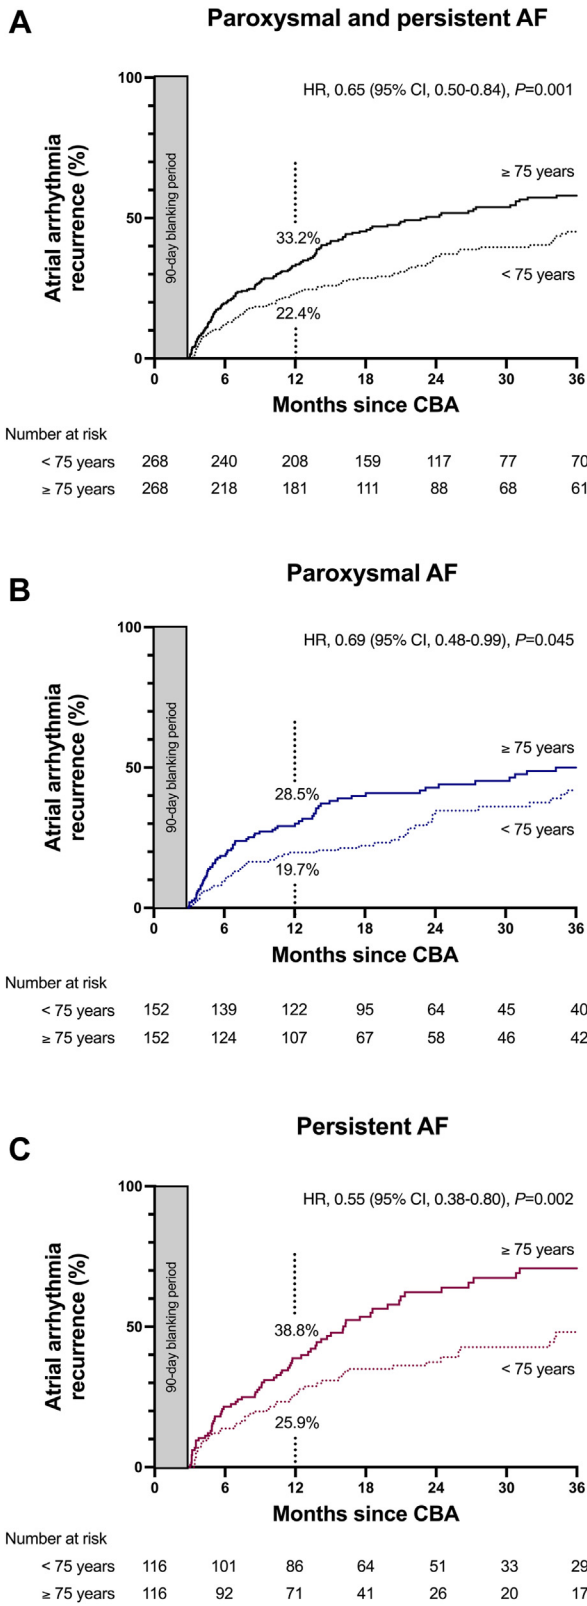 A
Paroxysmal and persistent AF
HR, 0.65 (95% CI, 0.50-0.84), P=0.001
Atrial arrhythmia
recurrence (%)
90-day blanking period
100
50
0
≥ 75 years
33.2%
< 75 years
22.4%
0 6 12 18 24 30 36
Months since CBA
Number at risk
< 75 years 268 240 208 159 117 77 70
≥ 75 years 268 218 181 111 88 68 61
B
Paroxysmal AF
HR, 0.69 (95% CI, 0.48-0.99), P=0.045
Atrial arrhythmia
recurrence (%)
90-day blanking period
100
50
0
≥ 75 years
28.5%
< 75 years
19.7%
0 6 12 18 24 30 36
Months since CBA
Number at risk
< 75 years 152 139 122 95 64 45 40
≥ 75 years 152 124 107 67 58 46 42
C
Persistent AF
HR, 0.55 (95% CI, 0.38-0.80), P=0.002
Atrial arrhythmia
recurrence (%)
90-day blanking period
100
50
0
≥ 75 years
38.8%
< 75 years
25.9%
0 6 12 18 24 30 36
Months since CBA
Number at risk
< 75 years 116 101 86 64 51 33 29
≥ 75 years 116 92 71 41 26 20 17